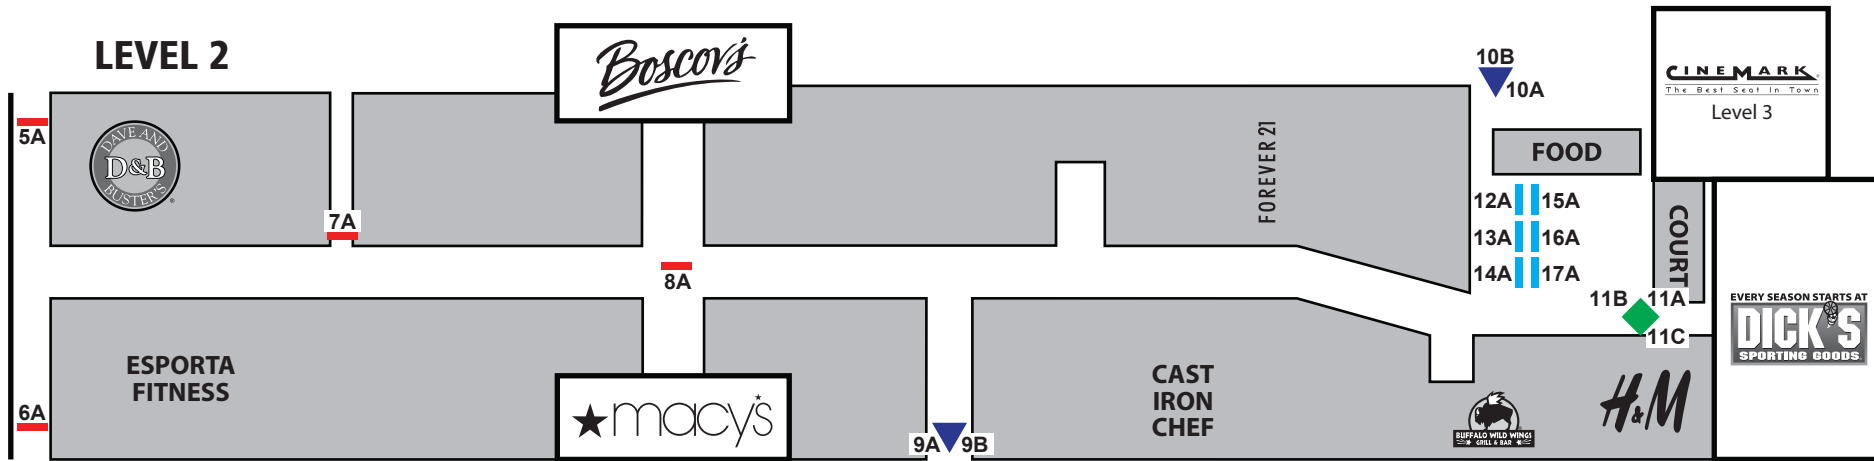 LEVEL 2
Boscov's
10B
10A
CINEMARK®
The Best Seat In Town
Level 3
5A
DAVE AND
D&B
BUSTER'S®
7A
FOREVER 21
FOOD
12A
15A
13A
16A
14A
17A
COURT
8A
11B
11A
11C
EVERY SEASON STARTS AT
DICK'S
SPORTING GOODS
ESPORTA
FITNESS
6A
macy's
9A
9B
CAST
IRON
CHEF
BUFFALO WILD WINGS
GRILL & BAR
H&M